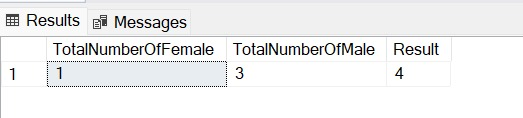 Results Messages
TotalNumberOfFemale TotalNumberOfMale Result
1 1 3 4